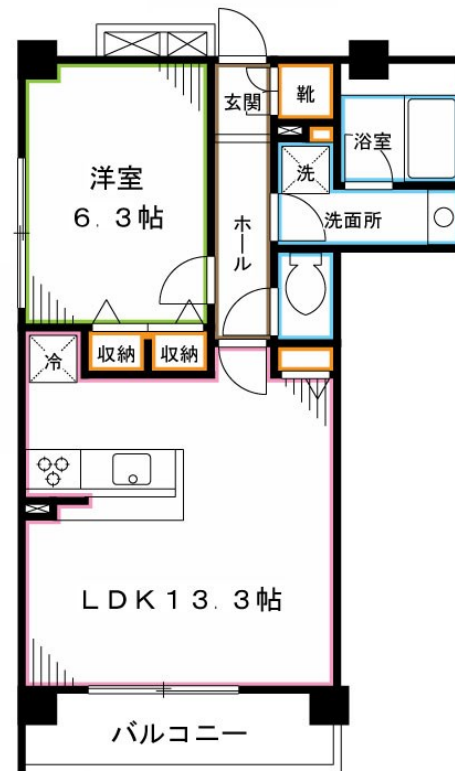 玄関
靴
浴室
洋室
6.3帖
洗
洗面所
ホール
収納
収納
冷
LDK13.3帖
バルコニー